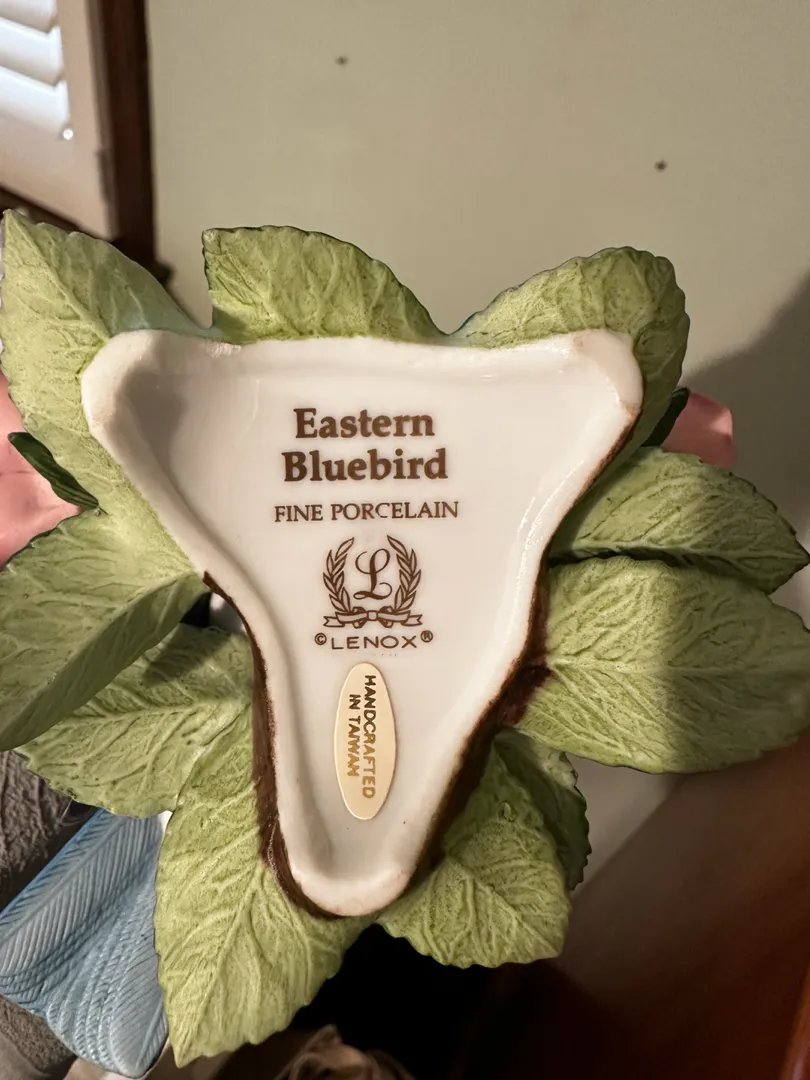 Eastern
Bluebird
FINE PORCELAIN
L
©LENOX®
HANDCRAFTED
IN TAIWAN